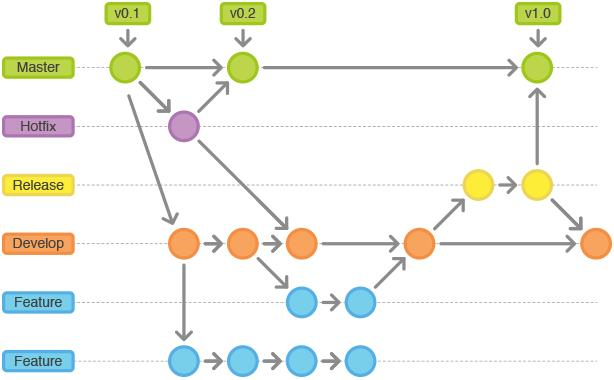 v0.1
v0.2
v1.0
Master
Hotfix
Release
Develop
Feature
Feature